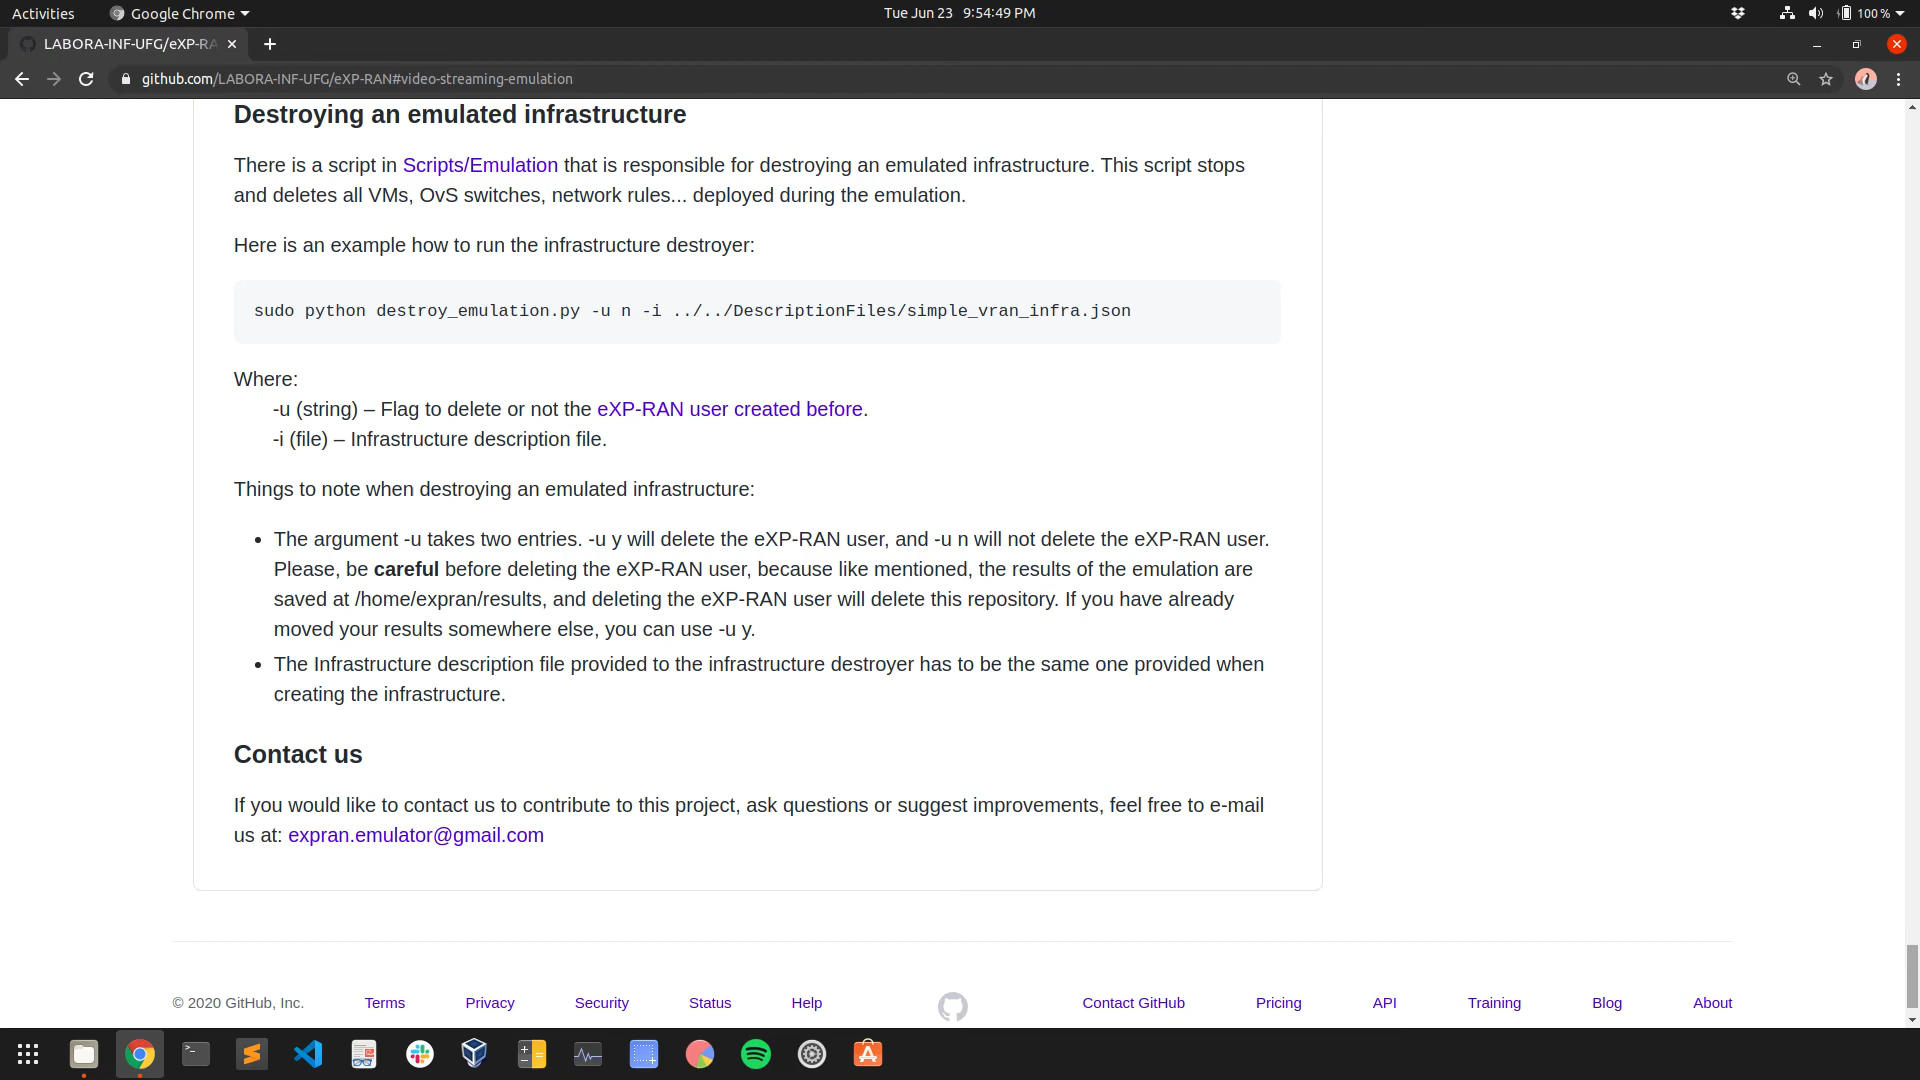 Activities
Google Chrome
Tue Jun 23 9:54:49 PM
100 %
LABORA-INF-UFG/eXP-RA
github.com/LABORA-INF-UFG/eXP-RAN#video-streaming-emulation
Destroying an emulated infrastructure
There is a script in Scripts/Emulation that is responsible for destroying an emulated infrastructure. This script stops
and deletes all VMs, OvS switches, network rules... deployed during the emulation.
Here is an example how to run the infrastructure destroyer:
sudo python destroy_emulation.py -u n -i ../../DescriptionFiles/simple_vran_infra.json
Where:
-u (string) – Flag to delete or not the eXP-RAN user created before.
-i (file) – Infrastructure description file.
Things to note when destroying an emulated infrastructure:
• The argument -u takes two entries. -u y will delete the eXP-RAN user, and -u n will not delete the eXP-RAN user.
Please, be careful before deleting the eXP-RAN user, because like mentioned, the results of the emulation are
saved at /home/expran/results, and deleting the eXP-RAN user will delete this repository. If you have already
moved your results somewhere else, you can use -u y.
• The Infrastructure description file provided to the infrastructure destroyer has to be the same one provided when
creating the infrastructure.
Contact us
If you would like to contact us to contribute to this project, ask questions or suggest improvements, feel free to e-mail
us at: expran.emulator@gmail.com
© 2020 GitHub, Inc.
Terms
Privacy
Security
Status
Help
Contact GitHub
Pricing
API
Training
Blog
About